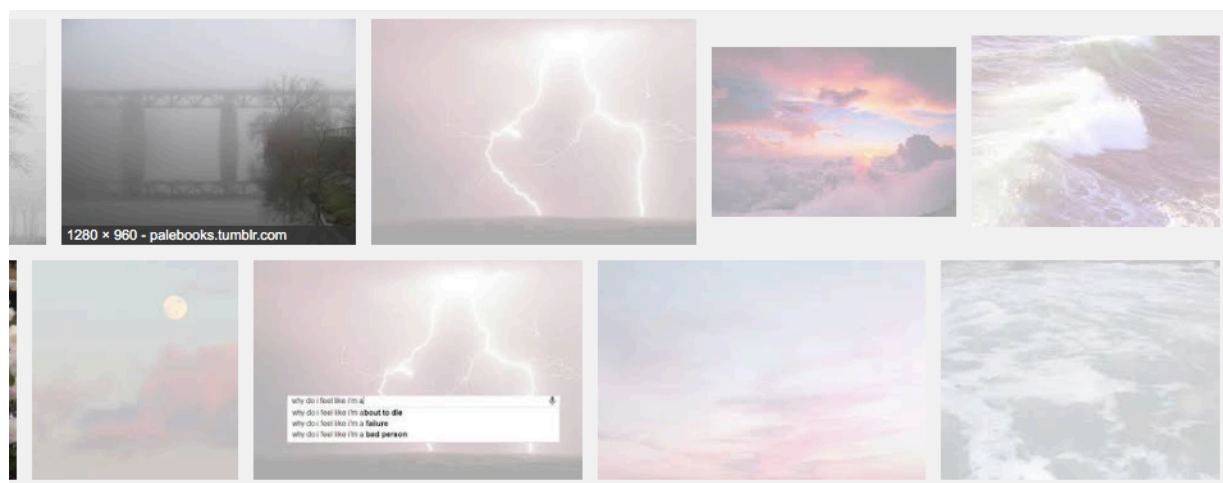 1280 × 960 - palebooks.tumblr.com
why do i feel like i'm a
why do i feel like i'm about to die
why do i feel like i'm a failure
why do i feel like i'm a bad person